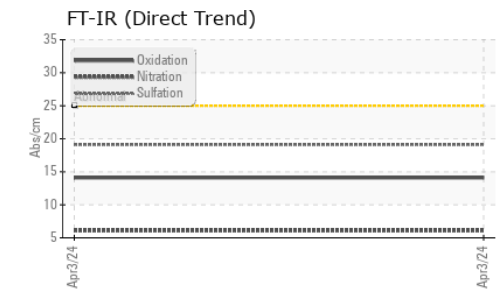 FT-IR (Direct Trend)
35
30
25
20
15
10
5
Abs/cm
Oxidation
Nitration
Sulfation
Abnormal
Apr3/24
Apr3/24